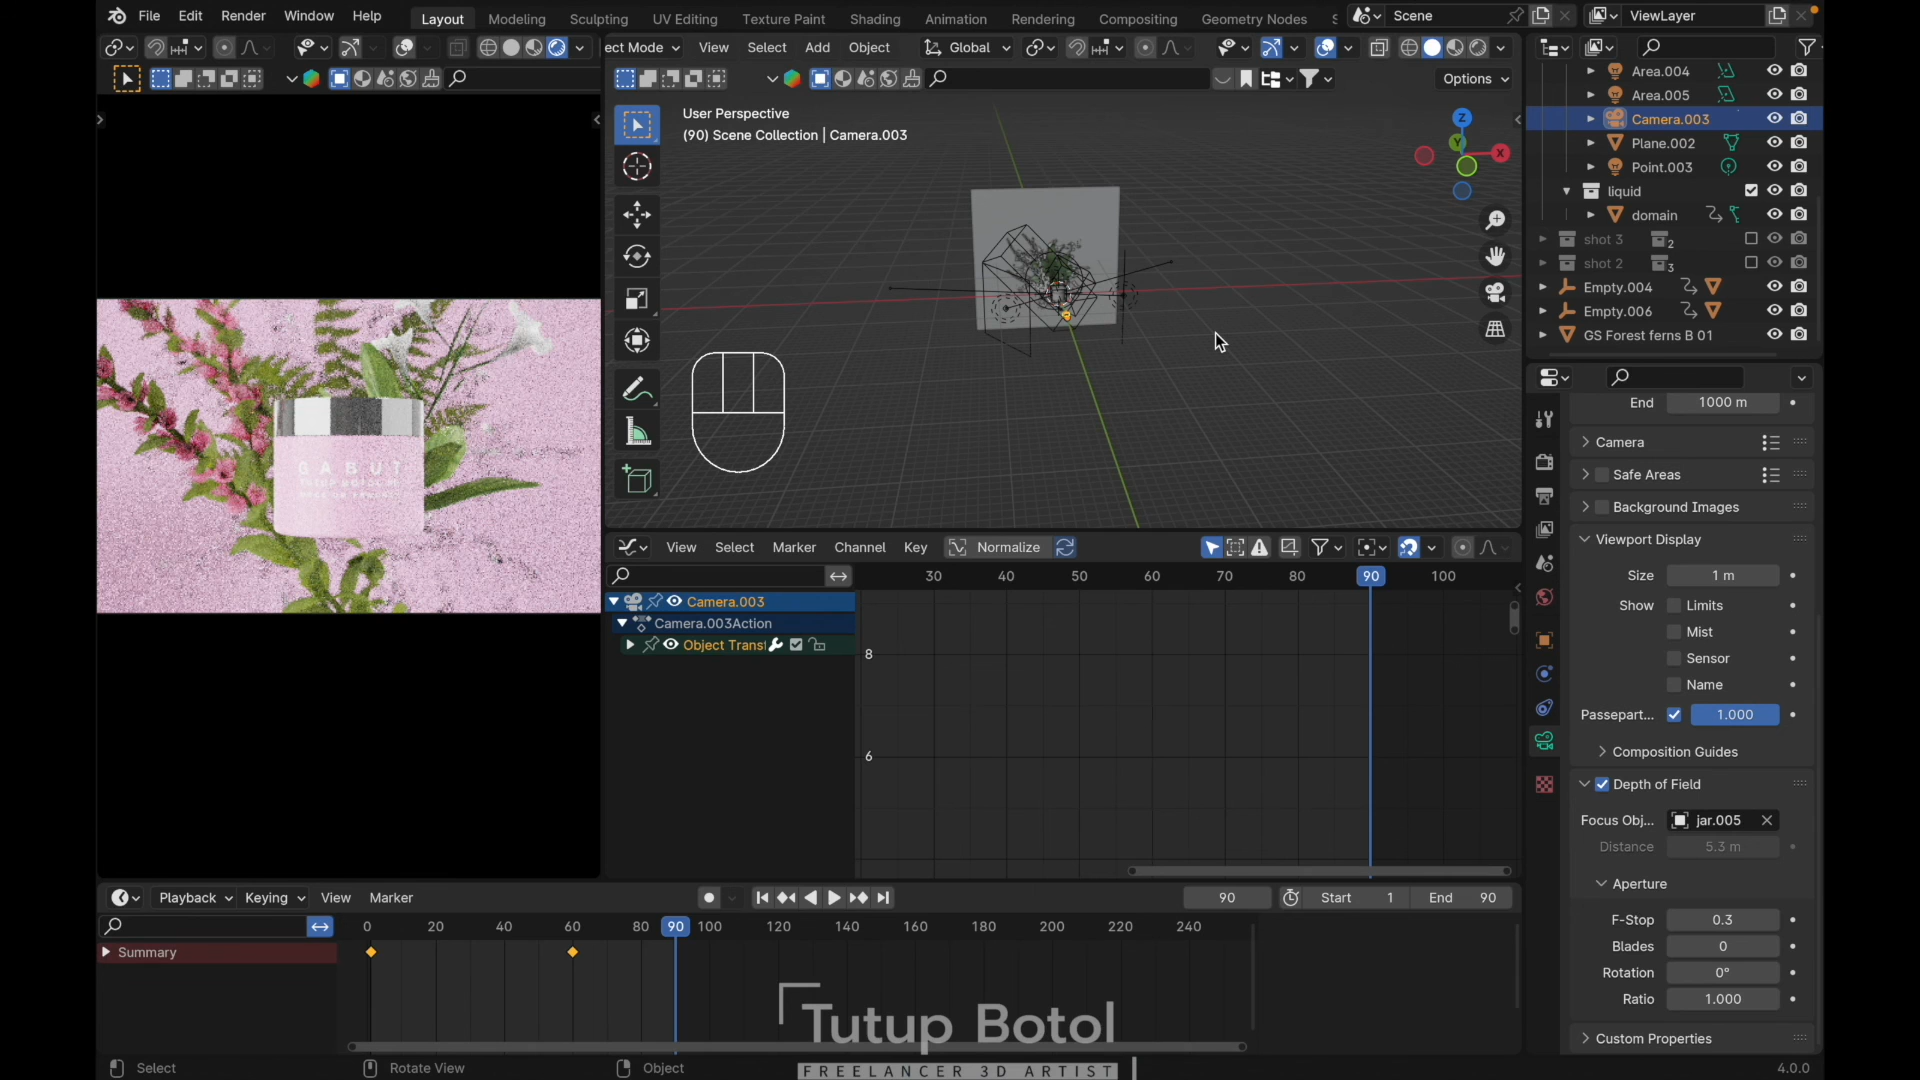 File Edit Render Window Help Layout Modeling Sculpting UV Editing Texture Paint Shading Animation Rendering Compositing Geometry Nodes Scene ViewLayer
ect Mode View Select Add Object Global
Options
User Perspective
(90) Scene Collection | Camera.003
Z
Y
X
Area.004
Area.005
Camera.003
Plane.002
Point.003
liquid
domain
shot 3 2
shot 2 3
Empty.004
Empty.006
GS Forest ferns B 01
GABUT
End 1000 m
Camera
Safe Areas
Background Images
Viewport Display
Size 1 m
Show Limits
Mist
Sensor
Name
Passepart... 1.000
Composition Guides
Depth of Field
Focus Obj... jar.005
Distance 5.3 m
Aperture
F-Stop 0.3
Blades 0
Rotation 0°
Ratio 1.000
Custom Properties
View Select Marker Channel Key Normalize
30 40 50 60 70 80 90 100
Camera.003
Camera.003Action
Object Transf
8
6
Playback Keying View Marker 90 Start 1 End 90
0 20 40 60 80 90 100 120 140 160 180 200 220 240
Summary
Tutup Botol
FREELANCER 3D ARTIST
Select Rotate View Object 4.0.0